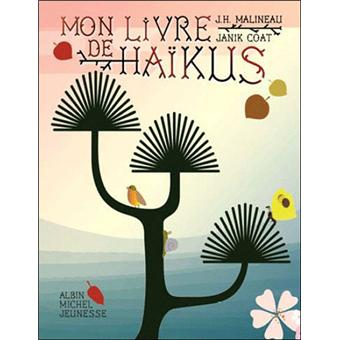 MON LIVRE
DE HAÏKUS
J.H. MALINEAU
JANIK COAT
ALBIN
MICHEL
JEUNESSE